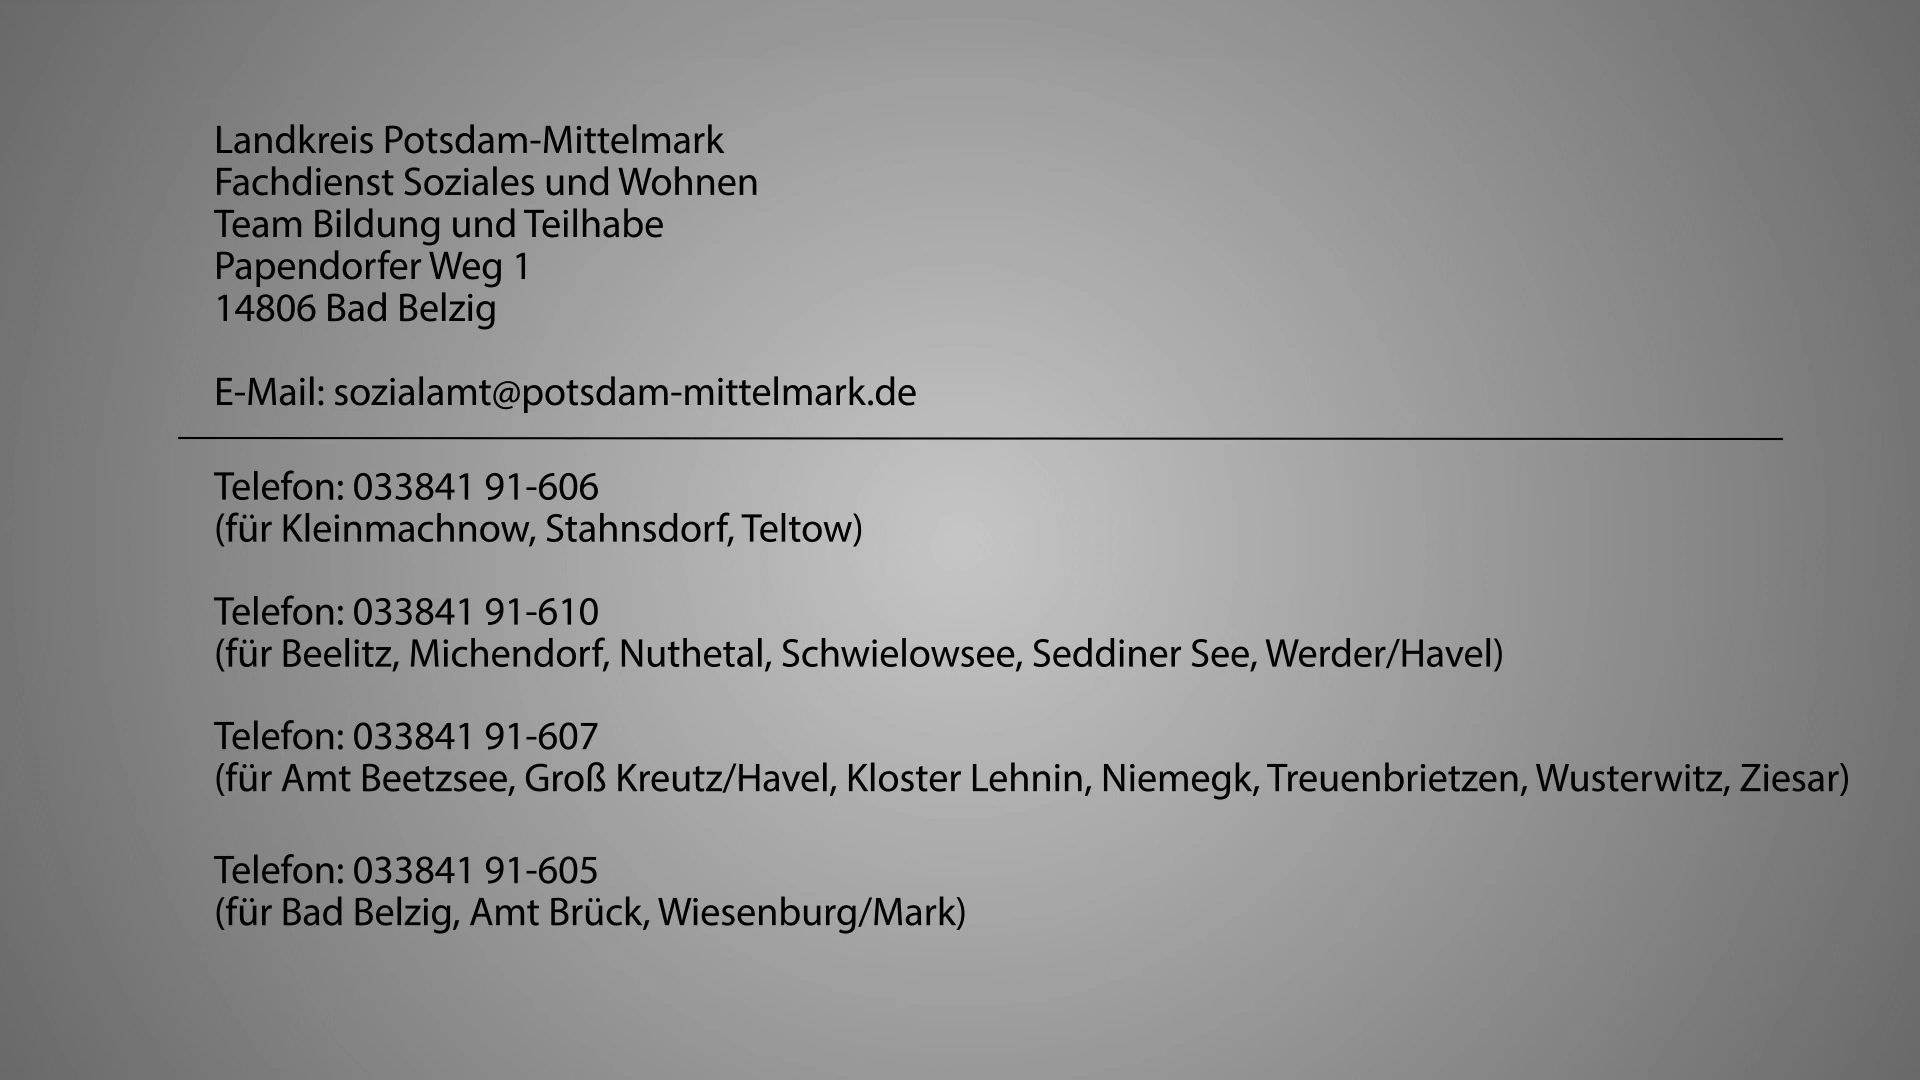 Landkreis Potsdam-Mittelmark
Fachdienst Soziales und Wohnen
Team Bildung und Teilhabe
Papendorfer Weg 1
14806 Bad Belzig
E-Mail: sozialamt@potsdam-mittelmark.de
Telefon: 033841 91-606
(für Kleinmachnow, Stahnsdorf, Teltow)
Telefon: 033841 91-610
(für Beelitz, Michendorf, Nuthetal, Schwielowsee, Seddiner See, Werder/Havel)
Telefon: 033841 91-607
(für Amt Beetzsee, Groß Kreutz/Havel, Kloster Lehnin, Niemegk, Treuenbrietzen, Wusterwitz, Ziesar)
Telefon: 033841 91-605
(für Bad Belzig, Amt Brück, Wiesenburg/Mark)